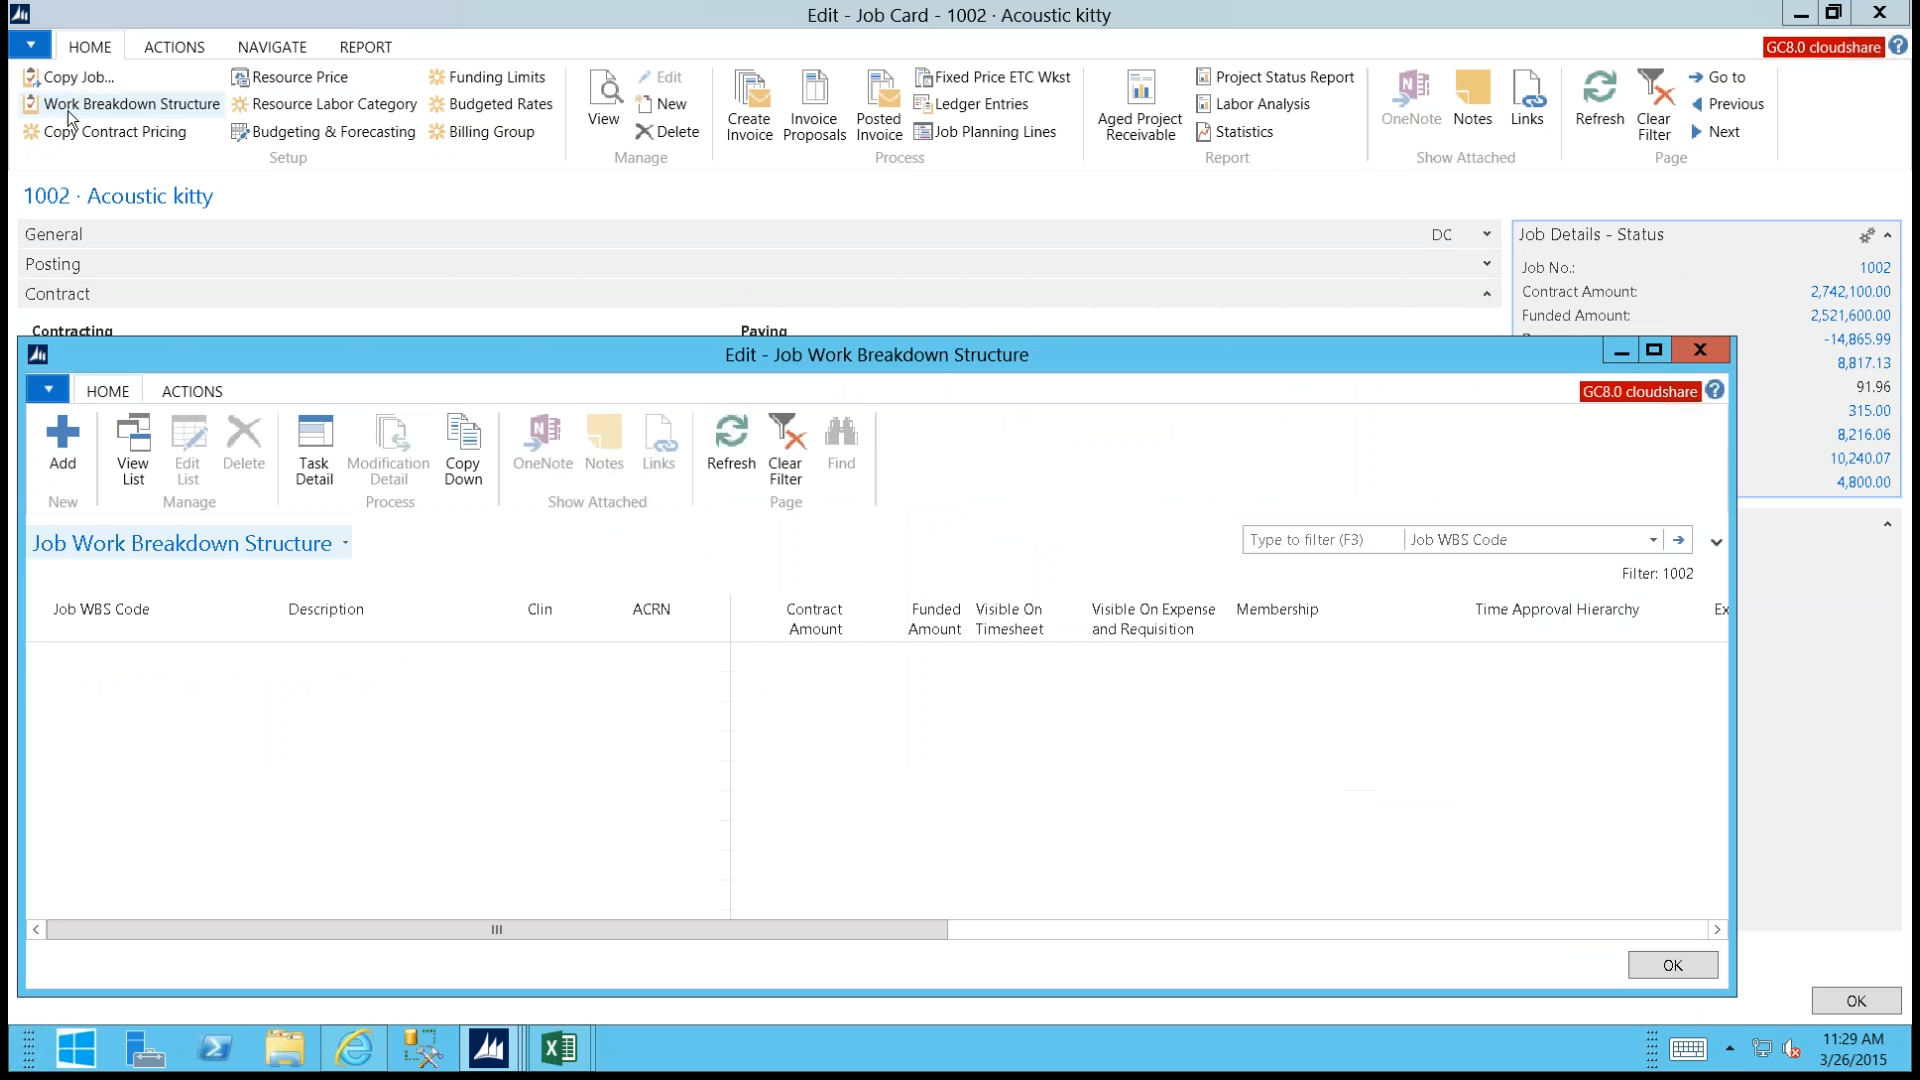 Edit - Job Card - 1002 · Acoustic kitty
HOME ACTIONS NAVIGATE REPORT
GC8.0 cloudshare
Copy Job... Resource Price Funding Limits
Work Breakdown Structure Resource Labor Category Budgeted Rates
Copy Contract Pricing Budgeting & Forecasting Billing Group
Setup
View Edit New Delete
Manage
Create Invoice Invoice Proposals Posted Invoice Fixed Price ETC Wkst Ledger Entries Job Planning Lines
Process
Aged Project Receivable Project Status Report Labor Analysis Statistics
Report
OneNote Notes Links
Show Attached
Refresh Clear Filter Go to Previous Next
Page
1002 · Acoustic kitty
General DC
Posting
Contract
Contracting Paying
Job Details - Status
Job No.: 1002
Contract Amount: 2,742,100.00
Funded Amount: 2,521,600.00
-14,865.99
8,817.13
91.96
315.00
8,216.06
10,240.07
4,800.00
Edit - Job Work Breakdown Structure
HOME ACTIONS
GC8.0 cloudshare
Add
New
View List Edit List Delete
Manage
Task Detail Modification Detail Copy Down
Process
OneNote Notes Links
Show Attached
Refresh Clear Filter Find
Page
Job Work Breakdown Structure
Type to filter (F3) Job WBS Code
Filter: 1002
Job WBS Code Description Clin ACRN Contract Amount Funded Amount Visible On Timesheet Visible On Expense and Requisition Membership Time Approval Hierarchy Ex
OK
OK
11:29 AM
3/26/2015